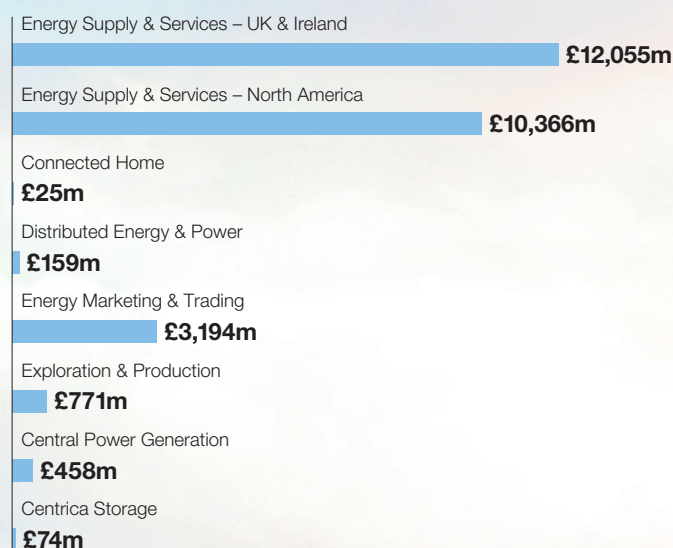 Energy Supply & Services – UK & Ireland
£12,055m
Energy Supply & Services – North America
£10,366m
Connected Home
£25m
Distributed Energy & Power
£159m
Energy Marketing & Trading
£3,194m
Exploration & Production
£771m
Central Power Generation
£458m
Centrica Storage
£74m